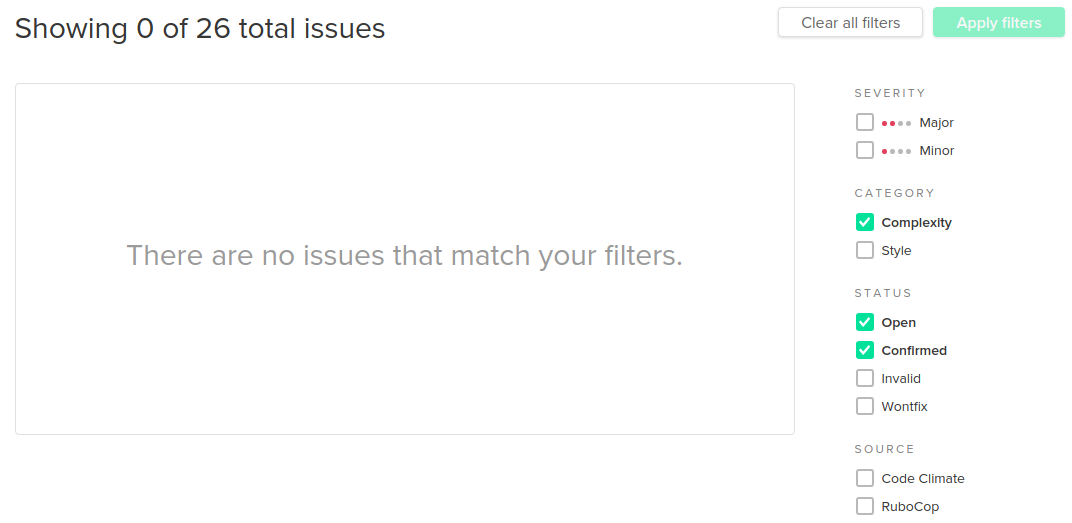 Showing 0 of 26 total issues
Clear all filters
Apply filters
There are no issues that match your filters.
SEVERITY
Major
Minor
CATEGORY
Complexity
Style
STATUS
Open
Confirmed
Invalid
Wontfix
SOURCE
Code Climate
RuboCop